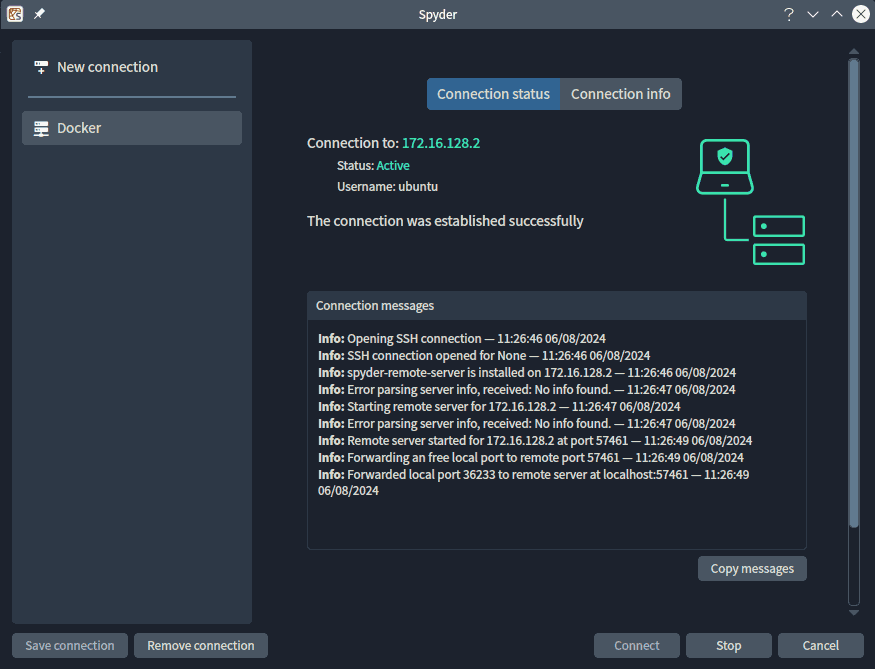 Spyder
New connection
Docker
Connection status
Connection info
Connection to: 172.16.128.2
Status: Active
Username: ubuntu
The connection was established successfully
Connection messages
Info: Opening SSH connection — 11:26:46 06/08/2024
Info: SSH connection opened for None — 11:26:46 06/08/2024
Info: spyder-remote-server is installed on 172.16.128.2 — 11:26:46 06/08/2024
Info: Error parsing server info, received: No info found. — 11:26:47 06/08/2024
Info: Starting remote server for 172.16.128.2 — 11:26:47 06/08/2024
Info: Error parsing server info, received: No info found. — 11:26:47 06/08/2024
Info: Remote server started for 172.16.128.2 at port 57461 — 11:26:49 06/08/2024
Info: Forwarding an free local port to remote port 57461 — 11:26:49 06/08/2024
Info: Forwarded local port 36233 to remote server at localhost:57461 — 11:26:49
06/08/2024
Copy messages
Save connection
Remove connection
Connect
Stop
Cancel